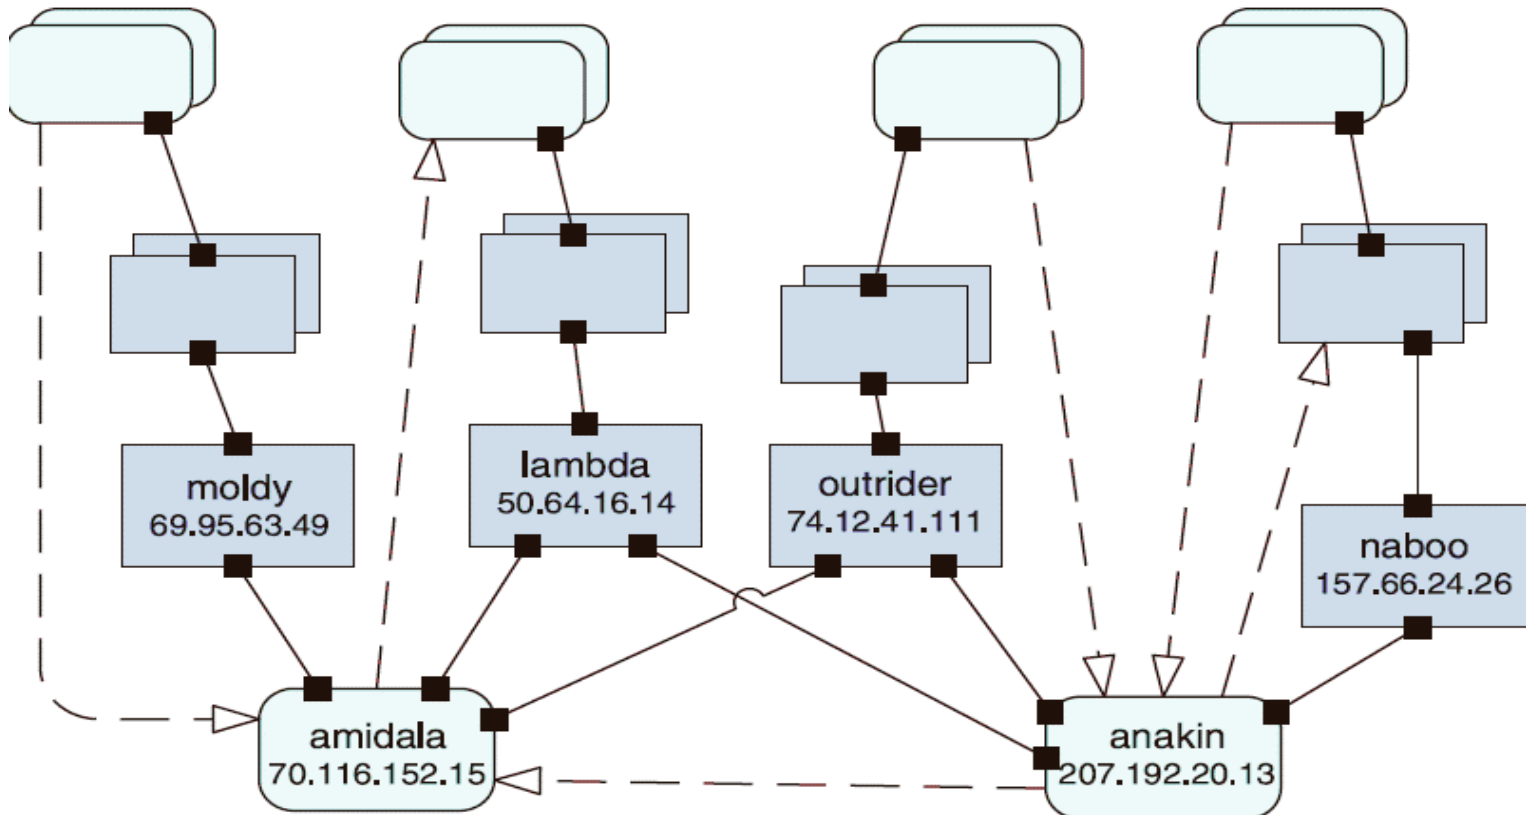 moldy
69.95.63.49
lambda
50.64.16.14
outrider
74.12.41.111
naboo
157.66.24.26
amidala
70.116.152.15
anakin
207.192.20.13